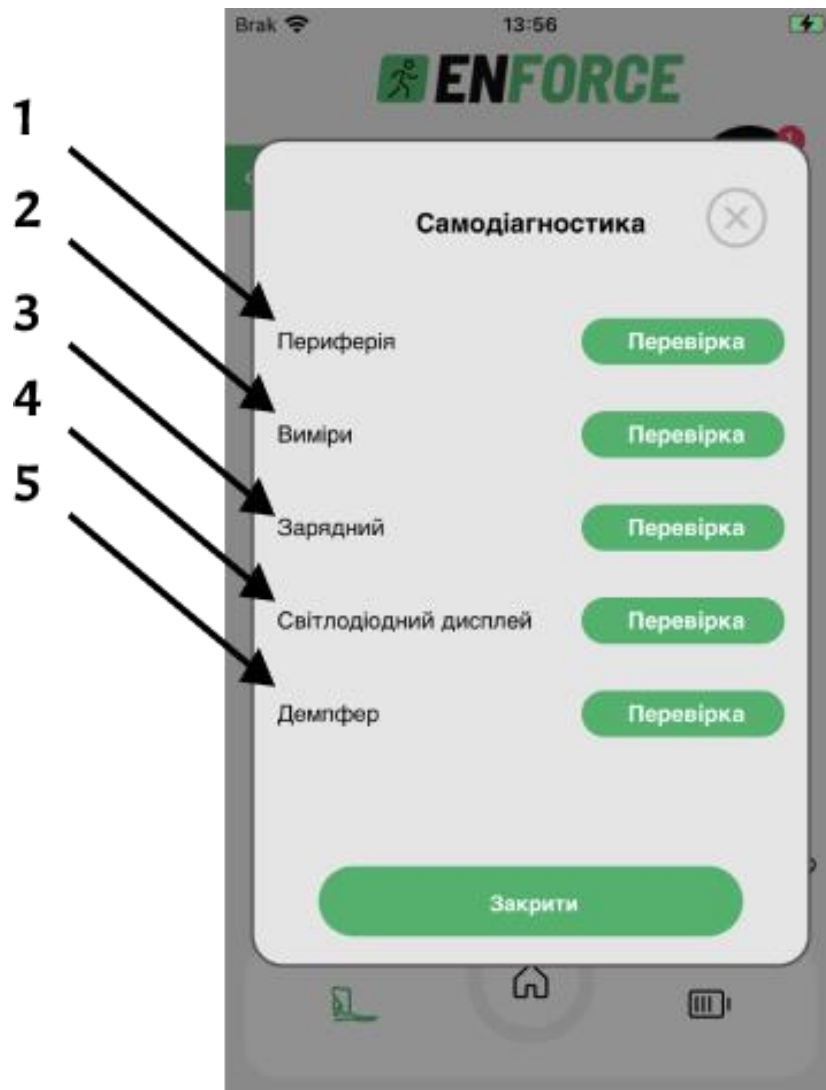 Brak 13:56
ENFORCE
1
1
Самодіагностика
2
3
4
5
Периферія Перевірка
Виміри Перевірка
Зарядний Перевірка
Світлодіодний дисплей Перевірка
Демпфер Перевірка
Закрити